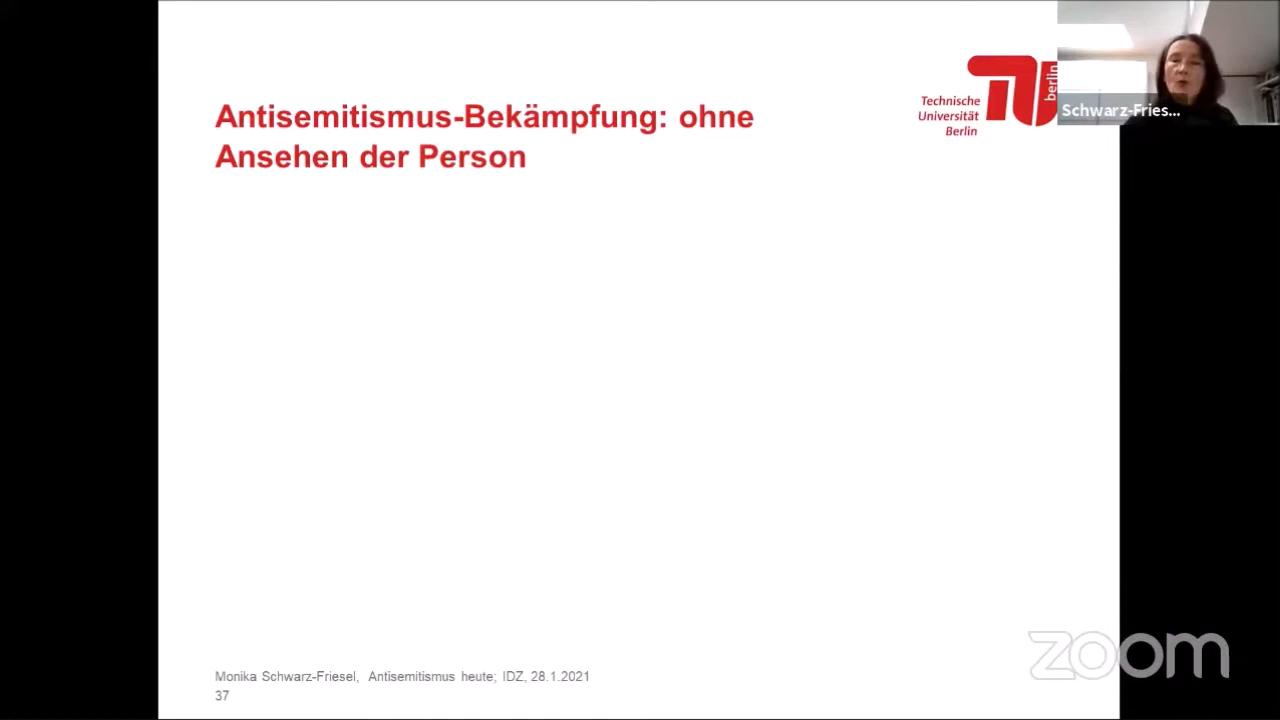 Antisemitismus-Bekämpfung: ohne
Ansehen der Person
Technische
Universität
Berlin
berlin
Schwarz-Fries...
Monika Schwarz-Friesel, Antisemitismus heute; IDZ, 28.1.2021
37
zoom